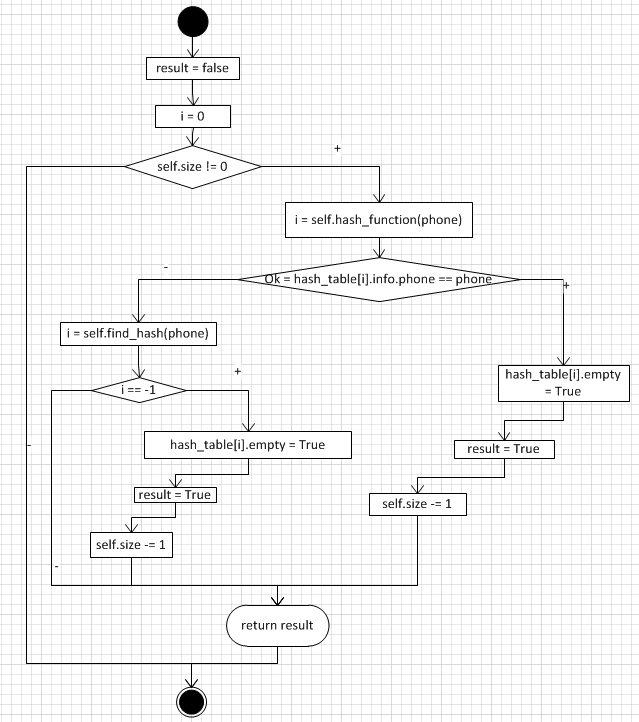 result = false
i = 0
self.size != 0
+
i = self.hash_function(phone)
-
Ok = hash_table[i].info.phone == phone
+
i = self.find_hash(phone)
i == -1
+
hash_table[i].empty
= True
-
hash_table[i].empty = True
result = True
result = True
self.size -= 1
self.size -= 1
-
return result